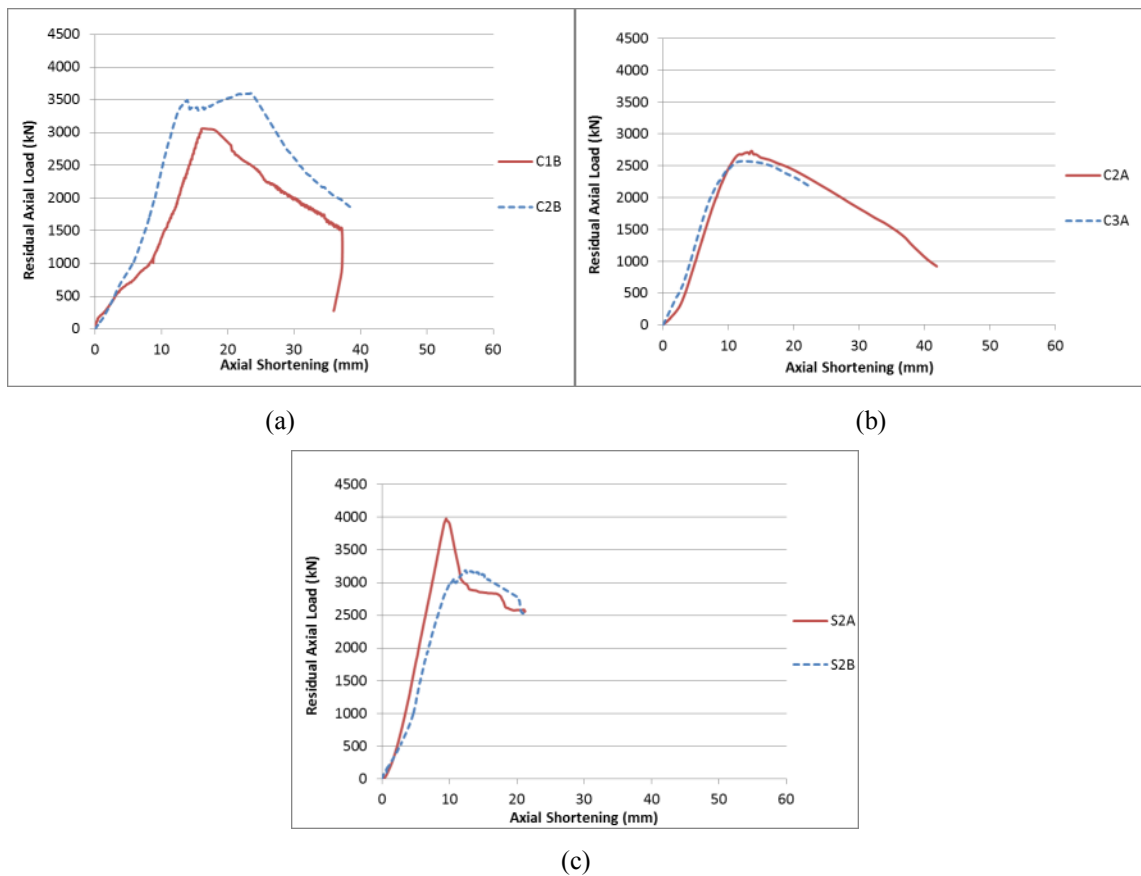 Residual Axial Load (kN)
4500
4000
3500
3000
2500
2000
1500
1000
500
0
0 10 20 30 40 50 60
Axial Shortening (mm)
C1B
C2B
(a)
Residual Axial Load (kN)
4500
4000
3500
3000
2500
2000
1500
1000
500
0
0 10 20 30 40 50 60
Axial Shortening (mm)
C2A
C3A
(b)
Residual Axial Load (kN)
4500
4000
3500
3000
2500
2000
1500
1000
500
0
0 10 20 30 40 50 60
Axial Shortening (mm)
S2A
S2B
(c)